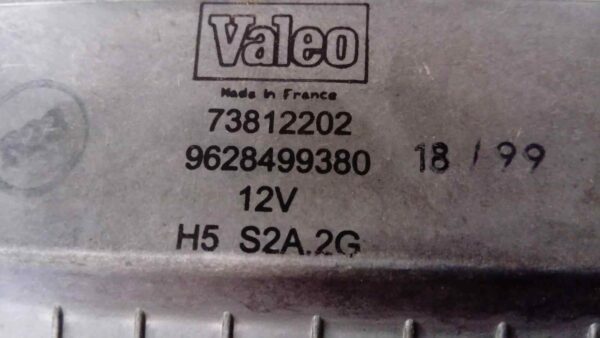 Valeo
Made in France
73812202
9628499380 18 / 99
12V
H5 S2A.2G